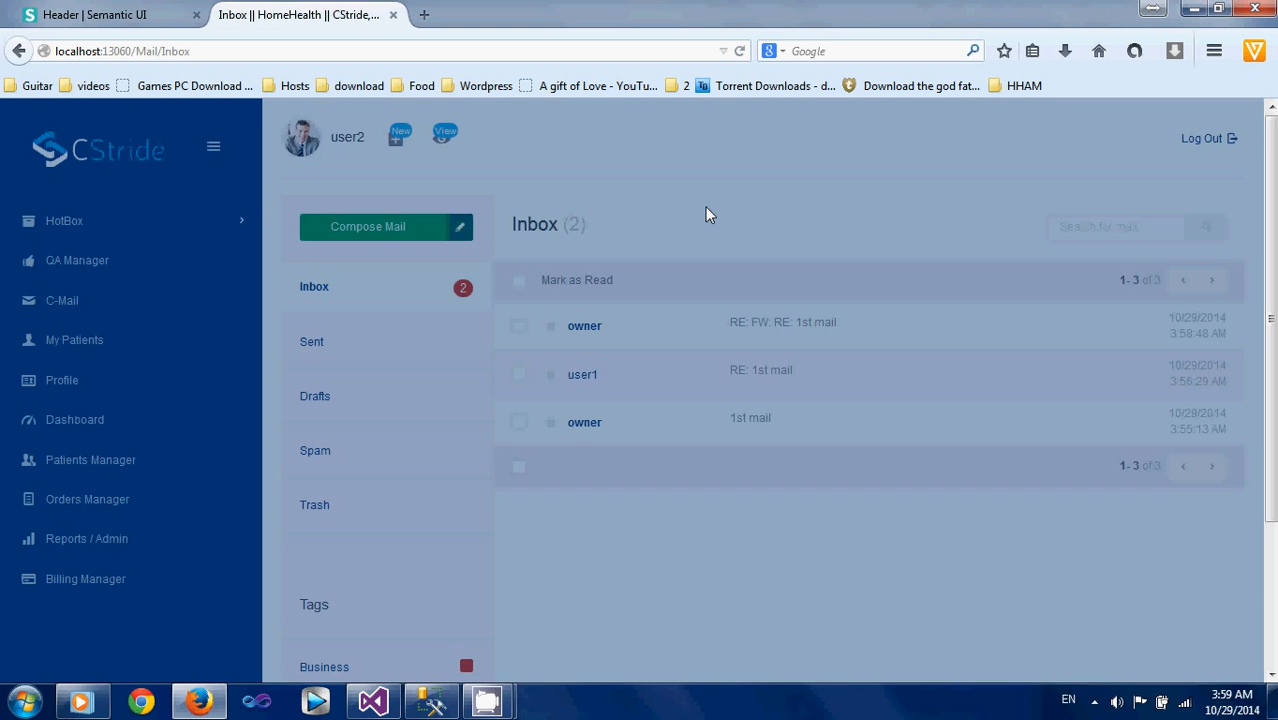 Header | Semantic UI
Inbox || HomeHealth || CStride,...
localhost:13060/Mail/Inbox
Google
Guitar
videos
Games PC Download ...
Hosts
download
Food
Wordpress
A gift of Love - YouTu...
2
Torrent Downloads - d...
Download the god fat...
HHAM
CStride
user2
New
View
Log Out
HotBox
QA Manager
C-Mail
My Patients
Profile
Dashboard
Patients Manager
Orders Manager
Reports / Admin
Billing Manager
Compose Mail
Inbox 2
Sent
Drafts
Spam
Trash
Tags
Business
Inbox (2)
Mark as Read 1-3 of 3
owner RE: FW: RE: 1st mail 10/29/2014
3:58:48 AM
user1 RE: 1st mail 10/29/2014
3:56:29 AM
owner 1st mail 10/29/2014
3:55:13 AM
1-3 of 3
EN
3:59 AM
10/29/2014